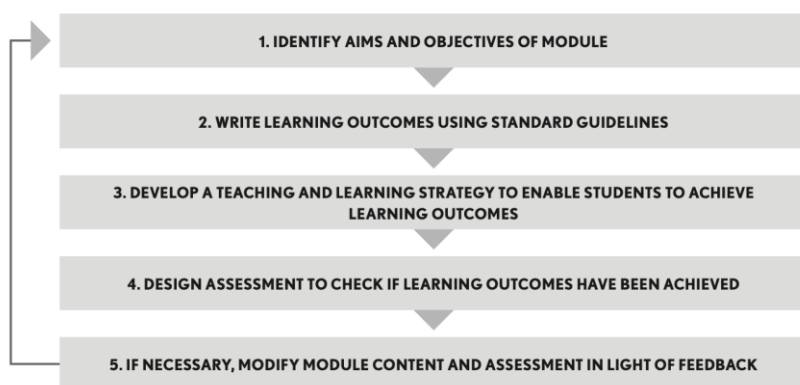 1. IDENTIFY AIMS AND OBJECTIVES OF MODULE
2. WRITE LEARNING OUTCOMES USING STANDARD GUIDELINES
3. DEVELOP A TEACHING AND LEARNING STRATEGY TO ENABLE STUDENTS TO ACHIEVE
LEARNING OUTCOMES
4. DESIGN ASSESSMENT TO CHECK IF LEARNING OUTCOMES HAVE BEEN ACHIEVED
5. IF NECESSARY, MODIFY MODULE CONTENT AND ASSESSMENT IN LIGHT OF FEEDBACK